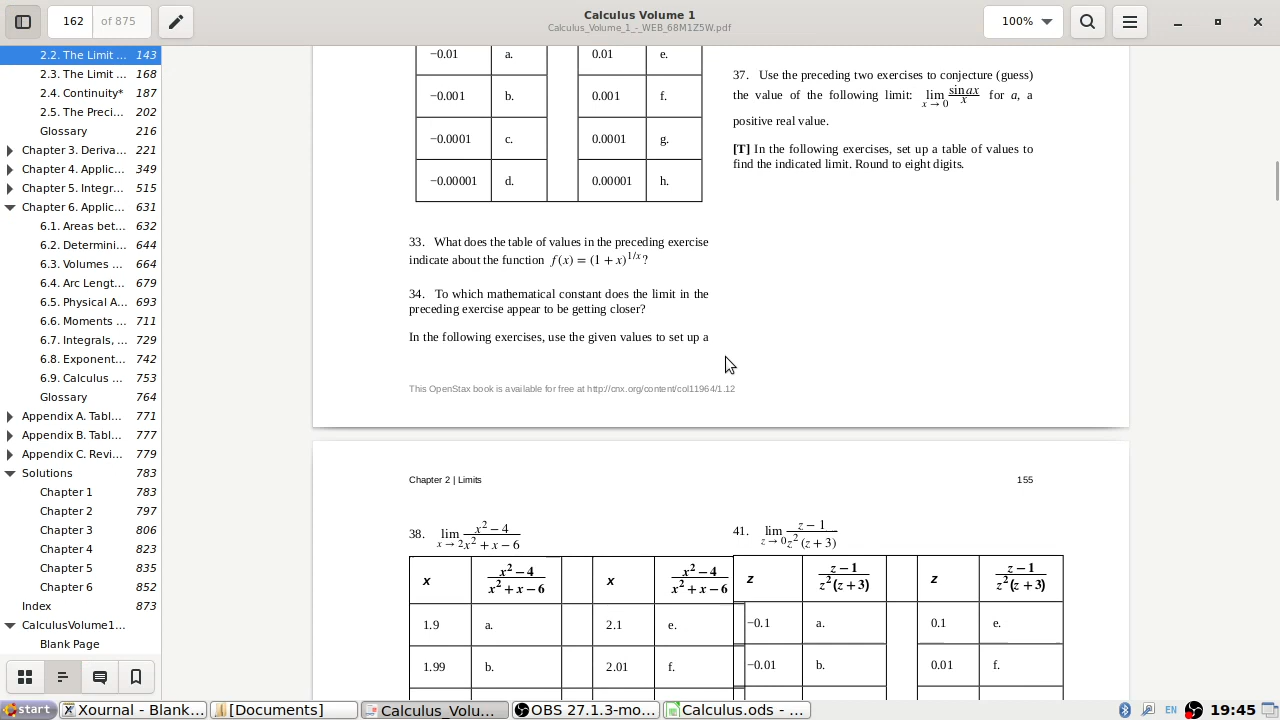 162 of 875
Calculus Volume 1
Calculus_Volume_1_-_WEB_68M1Z5W.pdf
100%
2.2. The Limit ... 143
2.3. The Limit ... 168
2.4. Continuity* 187
2.5. The Preci... 202
Glossary 216
Chapter 3. Deriva... 221
Chapter 4. Applic... 349
Chapter 5. Integr... 515
Chapter 6. Applic... 631
6.1. Areas bet... 632
6.2. Determini... 644
6.3. Volumes ... 664
6.4. Arc Lengt... 679
6.5. Physical A... 693
6.6. Moments ... 711
6.7. Integrals, ... 729
6.8. Exponent... 742
6.9. Calculus ... 753
Glossary 764
Appendix A. Tabl... 771
Appendix B. Tabl... 777
Appendix C. Revi... 779
Solutions 783
Chapter 1 783
Chapter 2 797
Chapter 3 806
Chapter 4 823
Chapter 5 835
Chapter 6 852
Index 873
CalculusVolume1...
Blank Page
−0.01 a. 0.01 e.
−0.001 b. 0.001 f.
−0.0001 c. 0.0001 g.
−0.00001 d. 0.00001 h.
33. What does the table of values in the preceding exercise
indicate about the function f(x) = (1 + x)^{1/x}?
34. To which mathematical constant does the limit in the
preceding exercise appear to be getting closer?
In the following exercises, use the given values to set up a
37. Use the preceding two exercises to conjecture (guess)
the value of the following limit: lim x → 0 sin ax / x for a, a
positive real value.
[T] In the following exercises, set up a table of values to
find the indicated limit. Round to eight digits.
This OpenStax book is available for free at http://cnx.org/content/col11964/1.12
Chapter 2 | Limits 155
38. lim x → 2 x² − 4 / x² + x − 6
x x² − 4 / x² + x − 6 x x² − 4 / x² + x − 6
1.9 a. 2.1 e.
1.99 b. 2.01 f.
41. lim z → 0 z − 1 / z² (z + 3)
z z − 1 / z²(z + 3) z z − 1 / z²(z + 3)
−0.1 a. 0.1 e.
−0.01 b. 0.01 f.
start Xournal - Blank... [Documents] Calculus_Volu... OBS 27.1.3-mo... Calculus.ods - ... EN 19:45